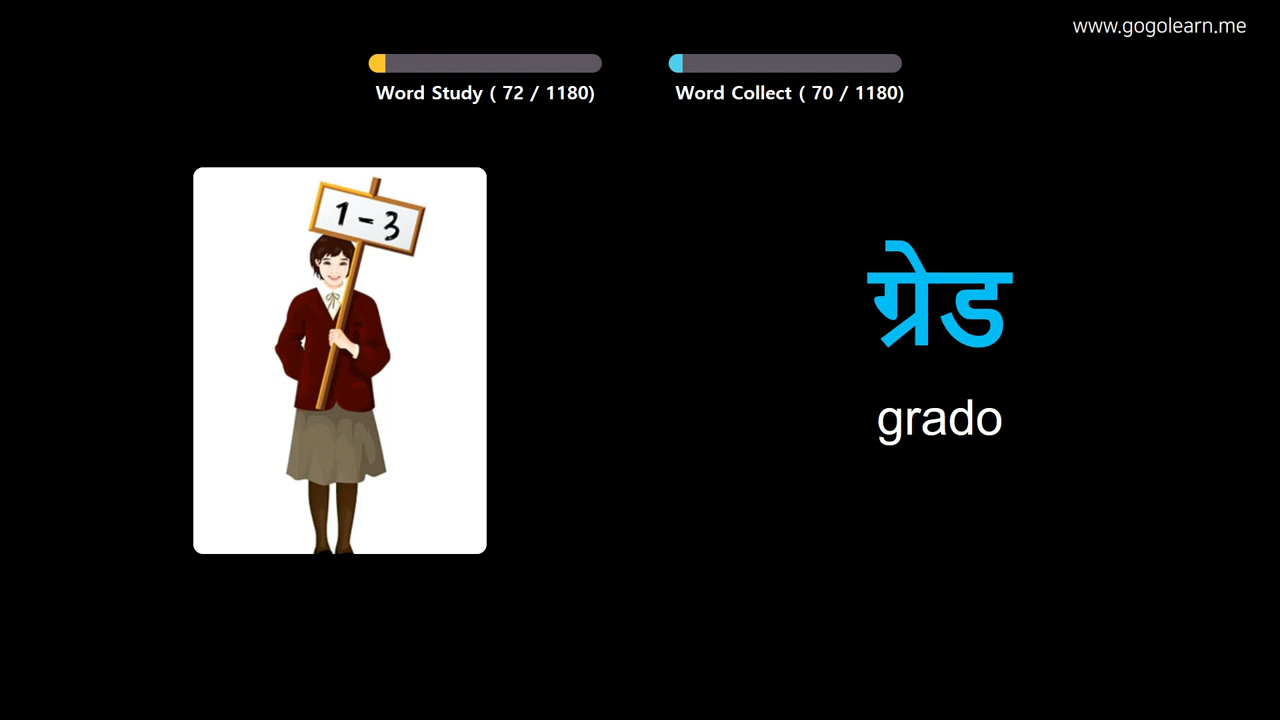 www.gogolearn.me
Word Study ( 72 / 1180)
Word Collect ( 70 / 1180)
1 - 3
ग्रेड
grado